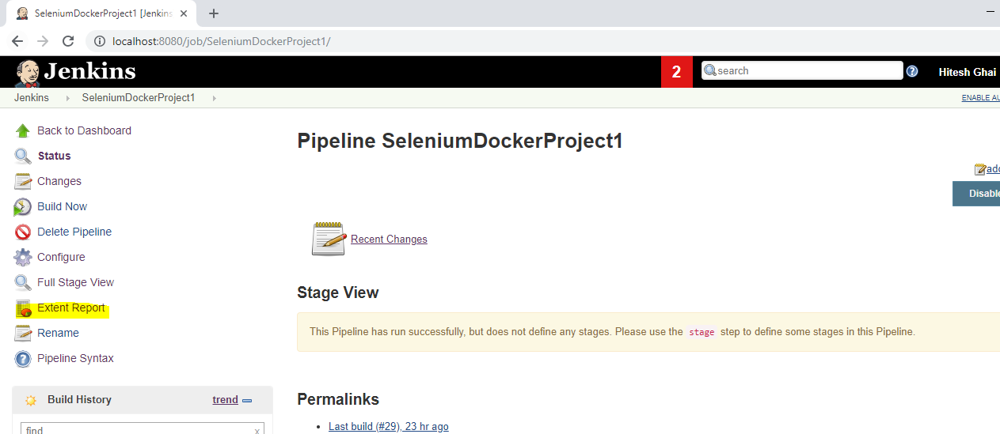 SeleniumDockerProject1 [Jenkins
localhost:8080/job/SeleniumDockerProject1/
Jenkins 2 search Hitesh Ghai
Jenkins SeleniumDockerProject1 ENABLE AU
Back to Dashboard
Status
Changes
Build Now
Delete Pipeline
Configure
Full Stage View
Extent Report
Rename
Pipeline Syntax
Build History trend
find x
Pipeline SeleniumDockerProject1
add
Disable
Recent Changes
Stage View
This Pipeline has run successfully, but does not define any stages. Please use the stage step to define some stages in this Pipeline.
Permalinks
Last build (#29), 23 hr ago